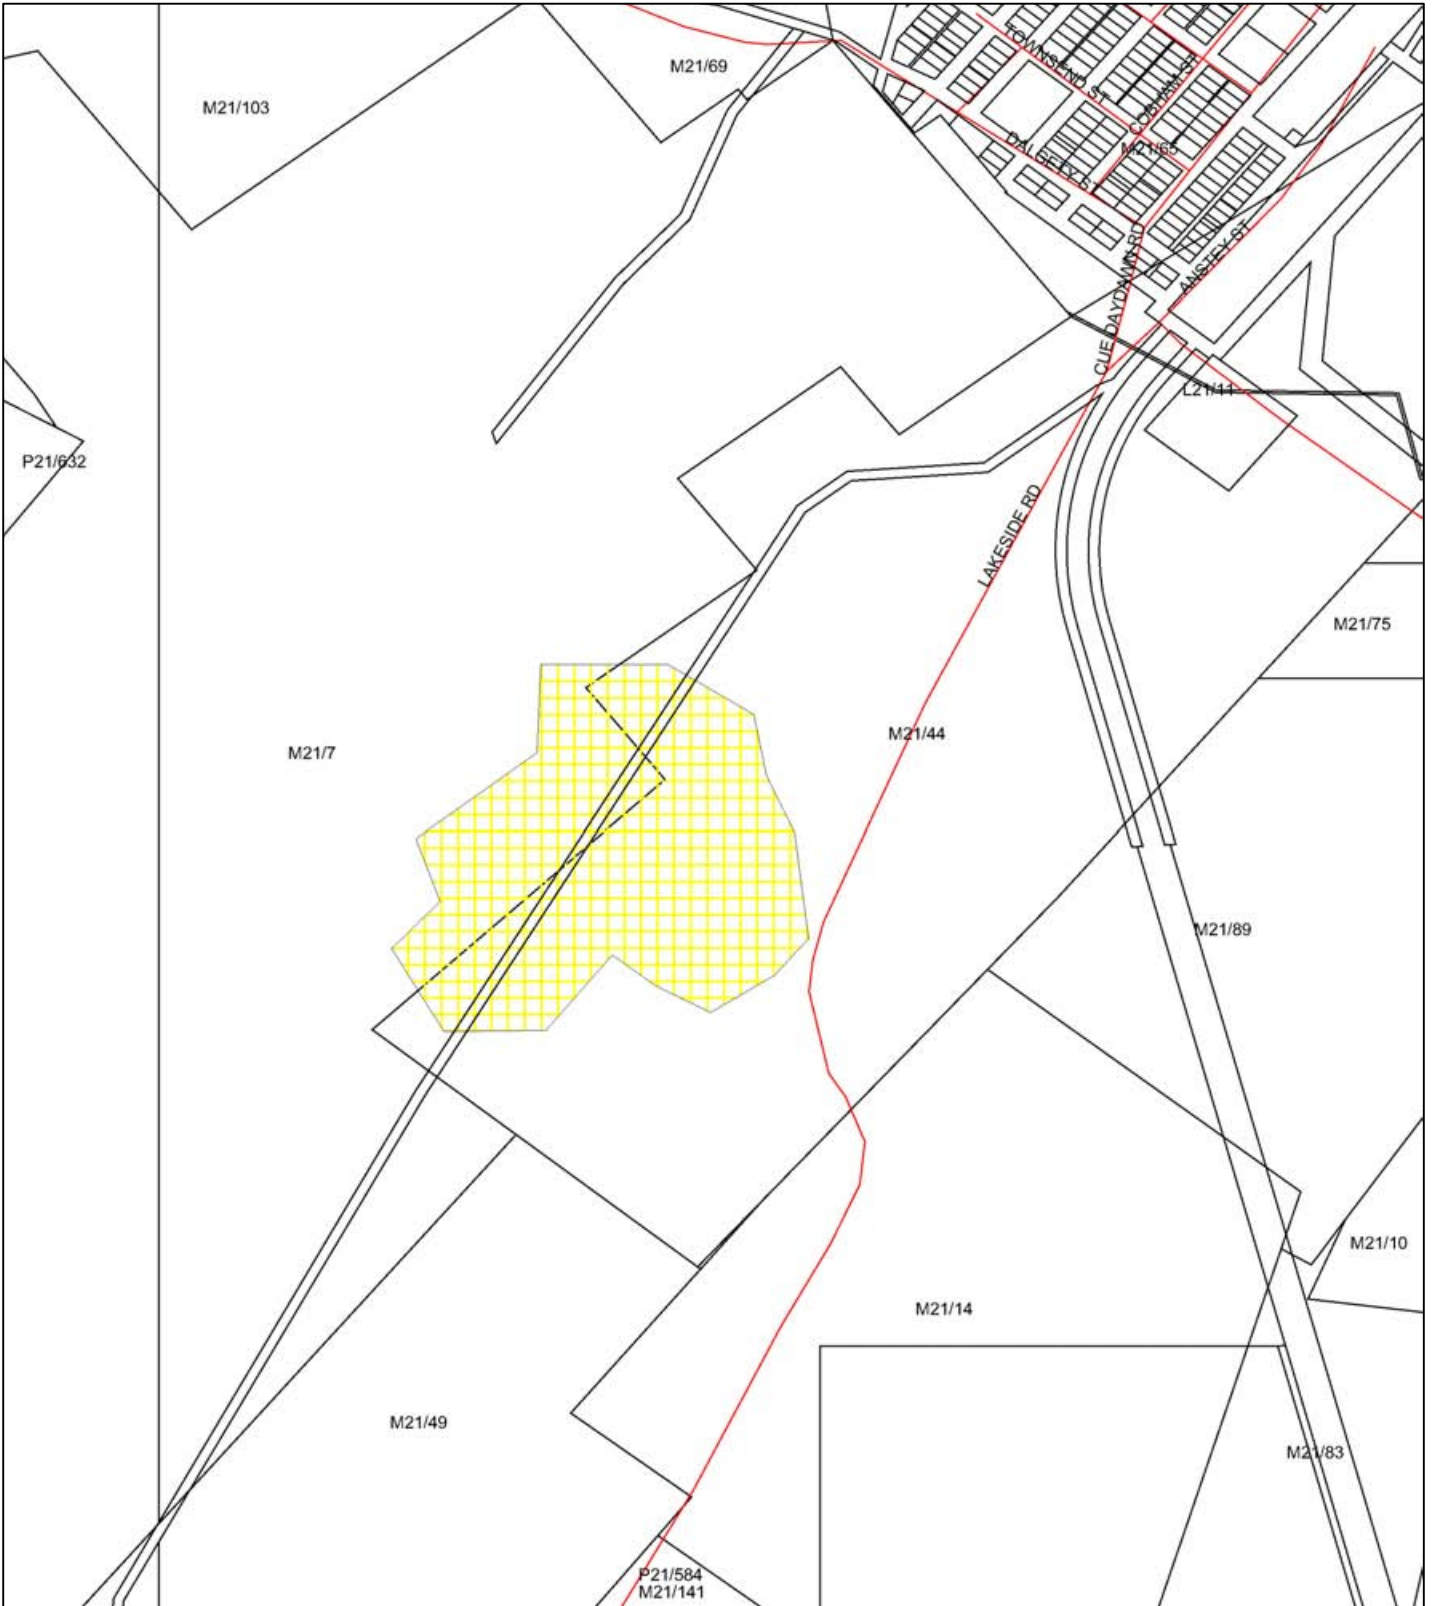 M21/69
M21/103
TOWNSEND ST
COBHAM ST
M21/65
DALGETY ST
ANSTEY ST
CUE DAYDAWN RD
L21/11
P21/632
LAKESIDE RD
M21/75
M21/44
M21/7
M21/89
M21/10
M21/14
M21/49
M21/83
P21/584
M21/141